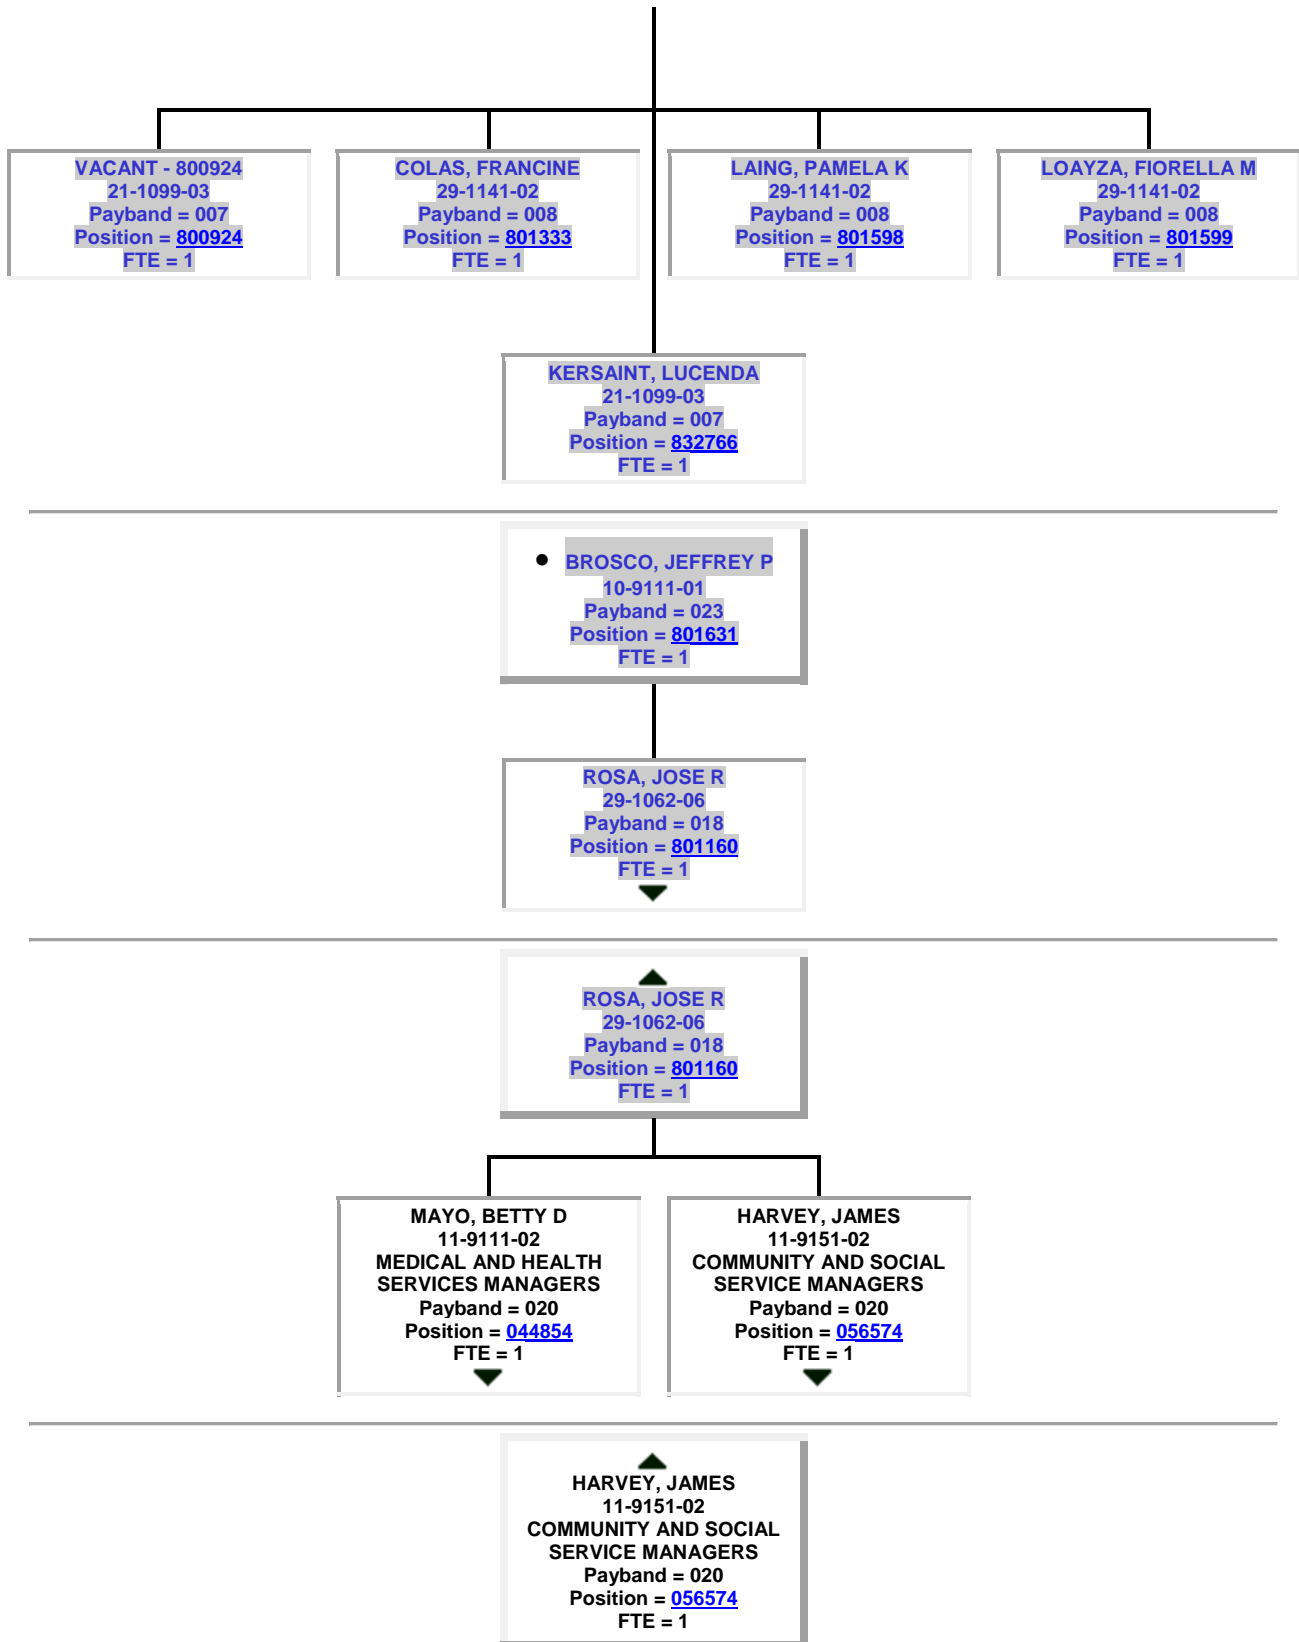 VACANT - 800924
21-1099-03
Payband = 007
Position = 800924
FTE = 1
COLAS, FRANCINE
29-1141-02
Payband = 008
Position = 801333
FTE = 1
LAING, PAMELA K
29-1141-02
Payband = 008
Position = 801598
FTE = 1
LOAYZA, FIORELLA M
29-1141-02
Payband = 008
Position = 801599
FTE = 1
KERSAINT, LUCENDA
21-1099-03
Payband = 007
Position = 832766
FTE = 1
• BROSCO, JEFFREY P
10-9111-01
Payband = 023
Position = 801631
FTE = 1
ROSA, JOSE R
29-1062-06
Payband = 018
Position = 801160
FTE = 1
ROSA, JOSE R
29-1062-06
Payband = 018
Position = 801160
FTE = 1
MAYO, BETTY D
11-9111-02
MEDICAL AND HEALTH
SERVICES MANAGERS
Payband = 020
Position = 044854
FTE = 1
HARVEY, JAMES
11-9151-02
COMMUNITY AND SOCIAL
SERVICE MANAGERS
Payband = 020
Position = 056574
FTE = 1
HARVEY, JAMES
11-9151-02
COMMUNITY AND SOCIAL
SERVICE MANAGERS
Payband = 020
Position = 056574
FTE = 1